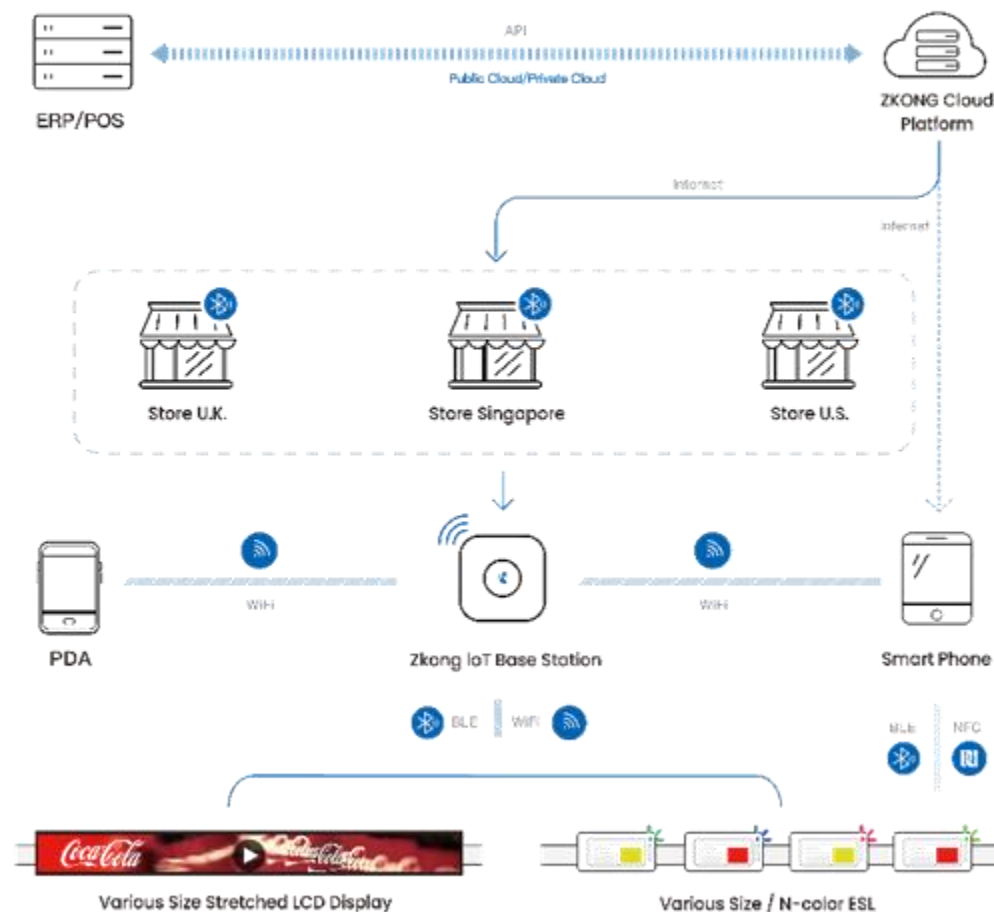 API
Public Cloud/Private Cloud
ERP/POS
ZKONG Cloud
Platform
Internet
Internet
Store U.K.
Store Singapore
Store U.S.
WiFi
WiFi
PDA
Zkong IoT Base Station
Smart Phone
BLE
WiFi
BLE
NFC
Coca-Cola
Various Size Stretched LCD Display
Various Size / N-color ESL